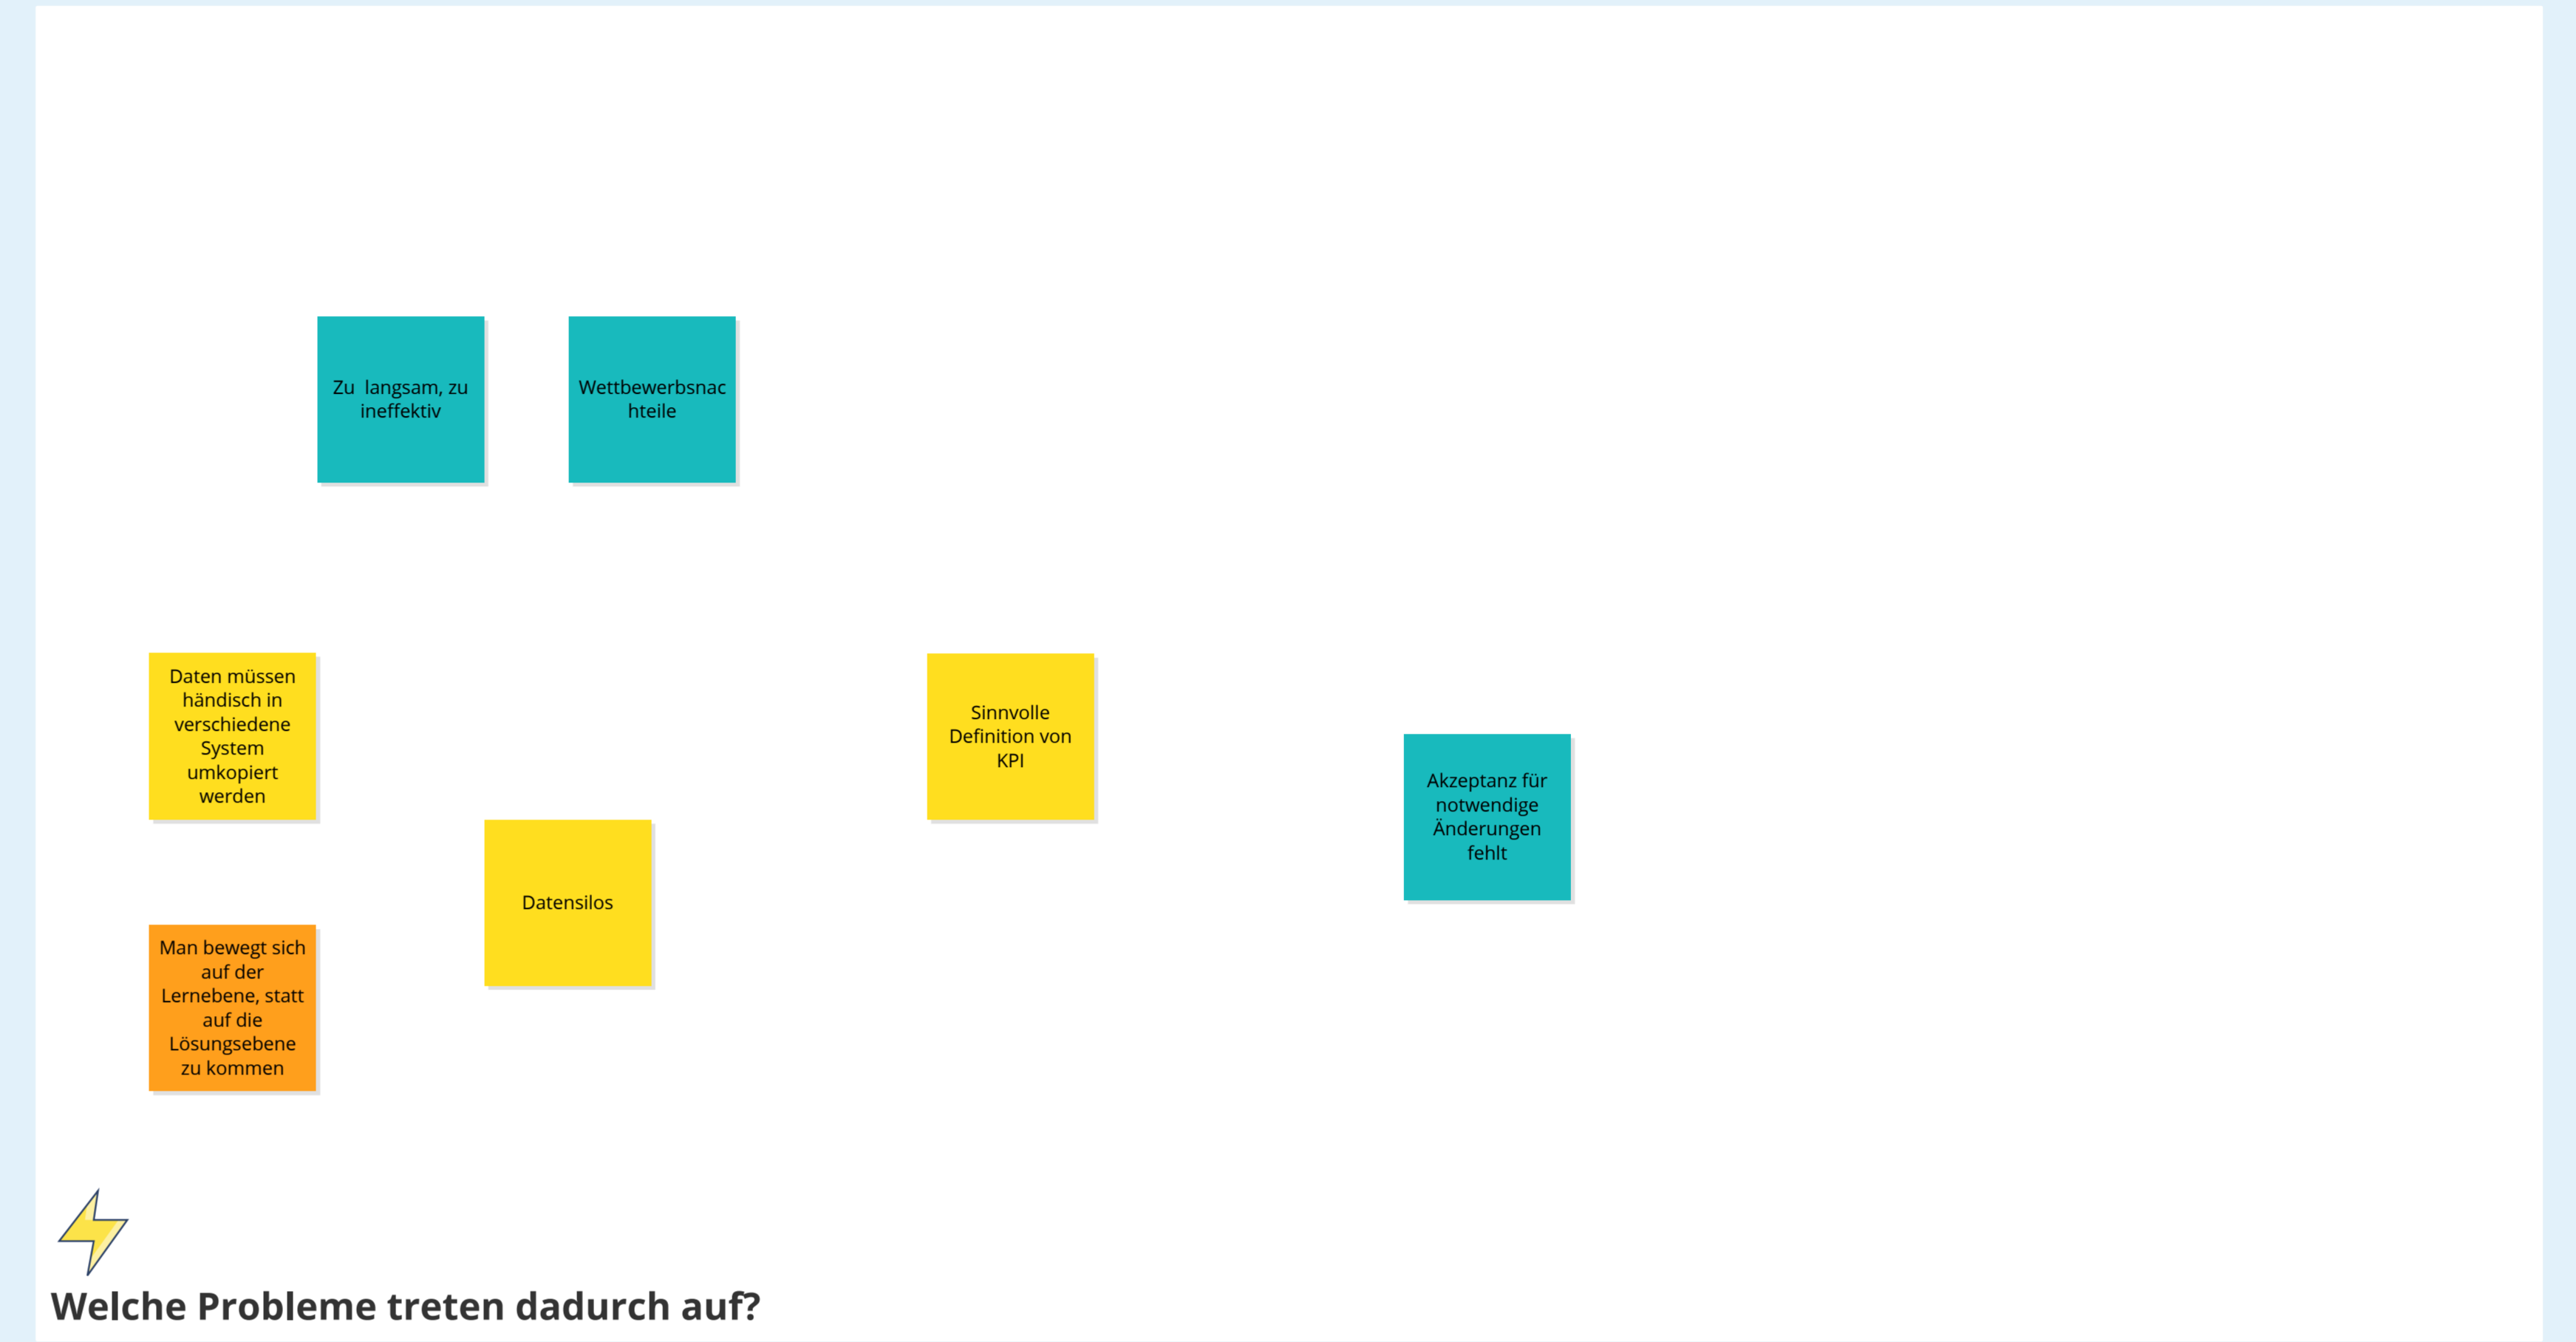 Zu  langsam, zu
ineffektiv
Wettbewerbsnac
hteile
Daten müssen
händisch in
verschiedene
System
umkopiert
werden
Sinnvolle
Definition von
KPI
Akzeptanz für
notwendige
Änderungen
fehlt
Datensilos
Man bewegt sich
auf der
Lernebene, statt
auf die
Lösungsebene
zu kommen
Welche Probleme treten dadurch auf?